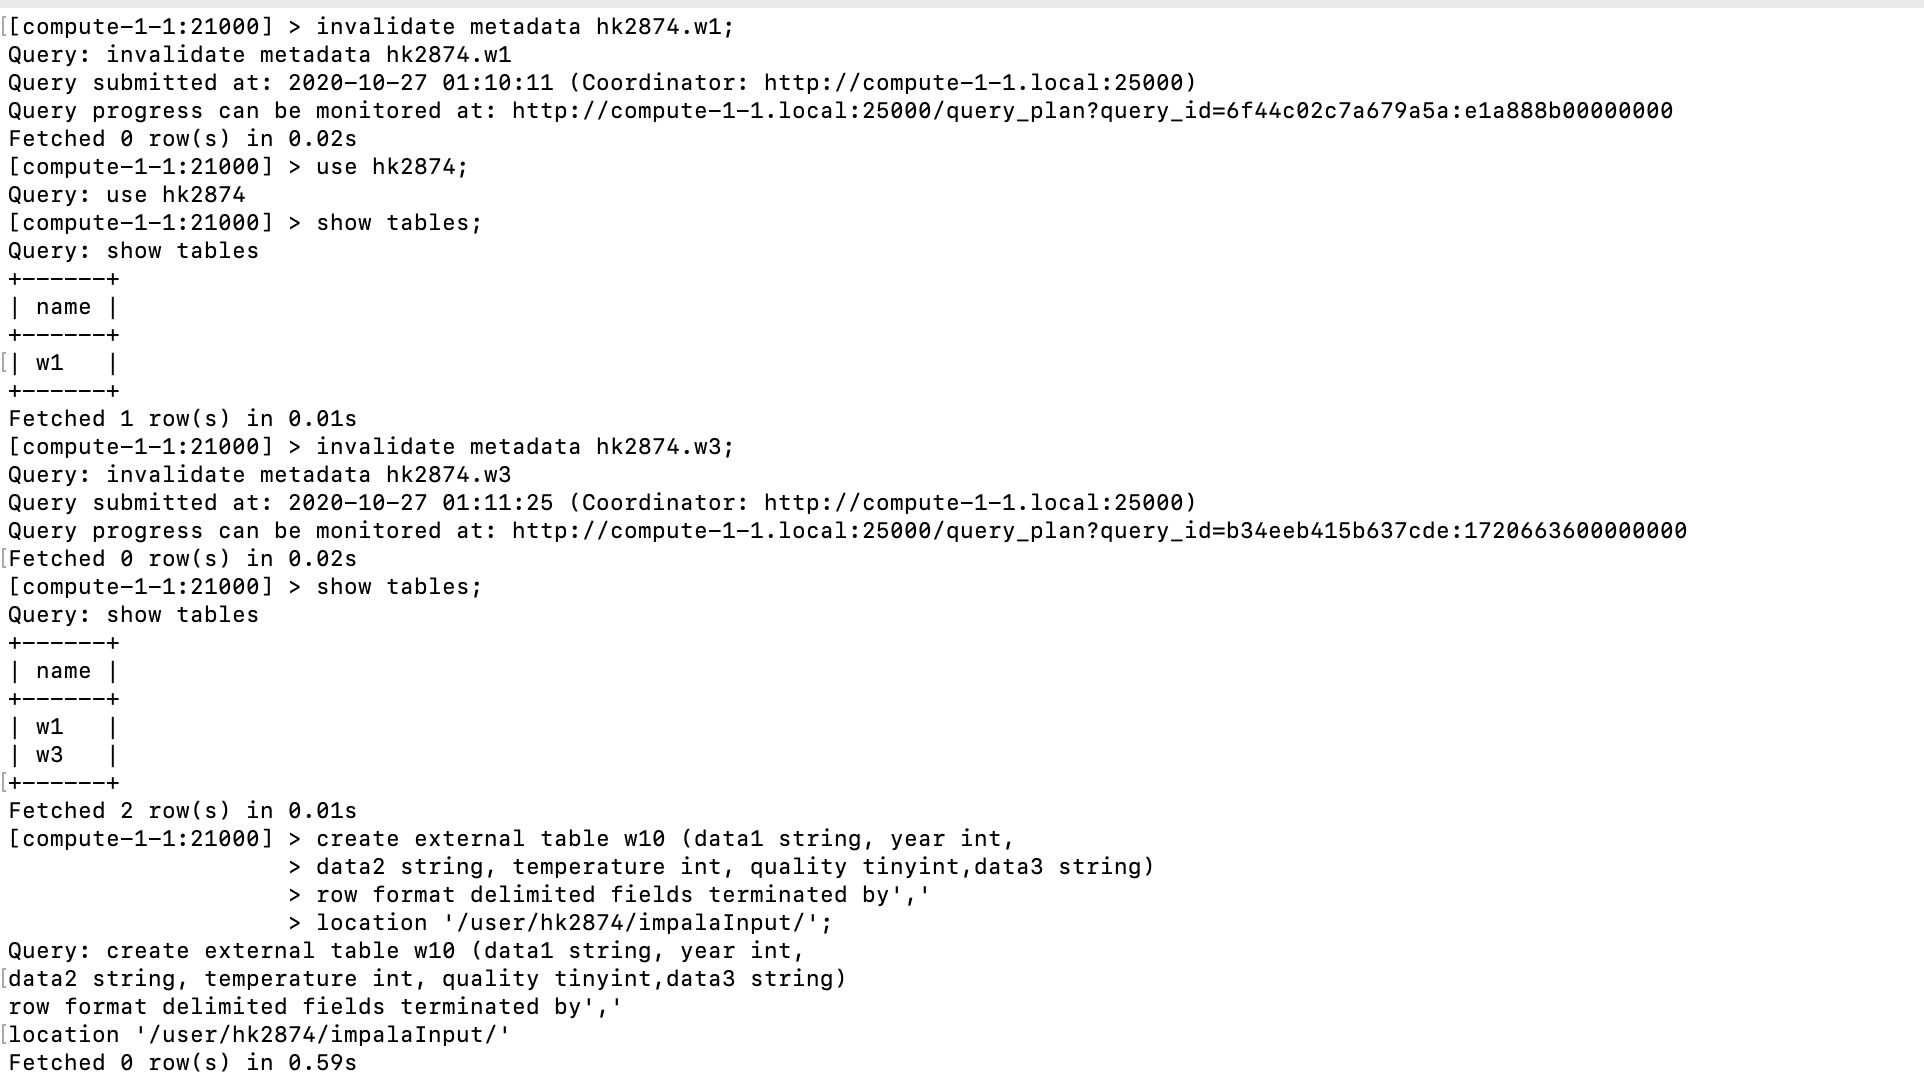 [[compute-1-1:21000] > invalidate metadata hk2874.w1;
Query: invalidate metadata hk2874.w1
Query submitted at: 2020-10-27 01:10:11 (Coordinator: http://compute-1-1.local:25000)
Query progress can be monitored at: http://compute-1-1.local:25000/query_plan?query_id=6f44c02c7a679a5a:e1a888b00000000
Fetched 0 row(s) in 0.02s
[compute-1-1:21000] > use hk2874;
Query: use hk2874
[compute-1-1:21000] > show tables;
Query: show tables
+------+
| name |
+------+
[| w1   |
+------+
Fetched 1 row(s) in 0.01s
[compute-1-1:21000] > invalidate metadata hk2874.w3;
Query: invalidate metadata hk2874.w3
Query submitted at: 2020-10-27 01:11:25 (Coordinator: http://compute-1-1.local:25000)
Query progress can be monitored at: http://compute-1-1.local:25000/query_plan?query_id=b34eeb415b637cde:1720663600000000
[Fetched 0 row(s) in 0.02s
[compute-1-1:21000] > show tables;
Query: show tables
+------+
| name |
+------+
| w1   |
| w3   |
[+------+
Fetched 2 row(s) in 0.01s
[compute-1-1:21000] > create external table w10 (data1 string, year int,
                    > data2 string, temperature int, quality tinyint,data3 string)
                    > row format delimited fields terminated by','
                    > location '/user/hk2874/impalaInput/';
Query: create external table w10 (data1 string, year int,
[data2 string, temperature int, quality tinyint,data3 string)
row format delimited fields terminated by','
[location '/user/hk2874/impalaInput/'
Fetched 0 row(s) in 0.59s